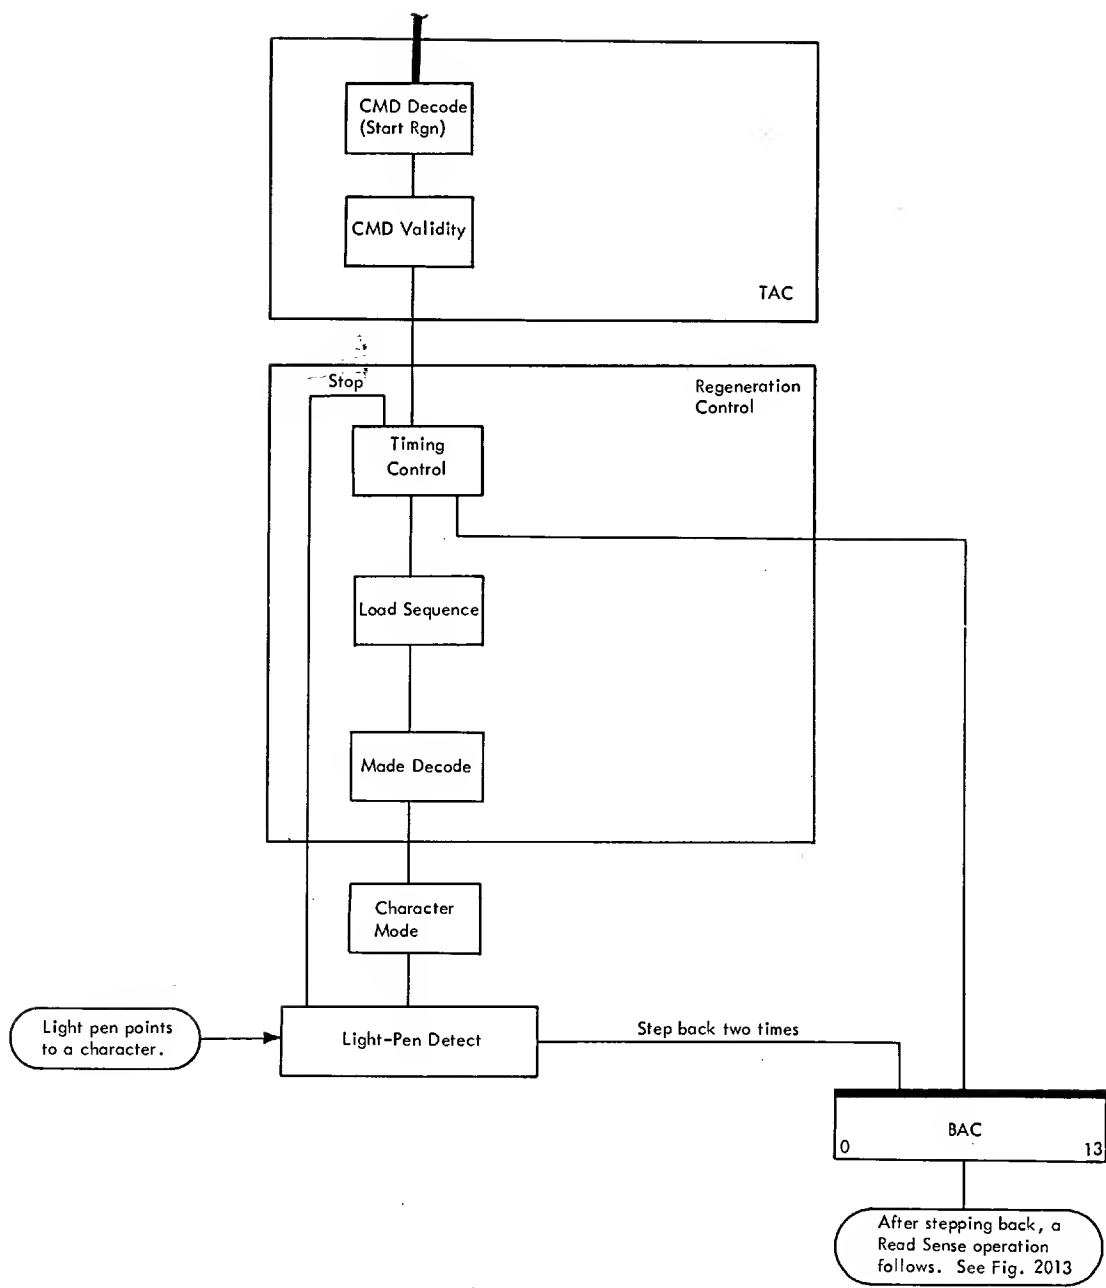 CMD Decode
(Start Rgn)
CMD Validity
TAC
Stop
Regeneration
Control
Timing
Control
Load Sequence
Made Decode
Character
Mode
Light pen points
to a character.
Light-Pen Detect
Step back two times
BAC
0
13
After stepping back, a
Read Sense operation
follows. See Fig. 2013